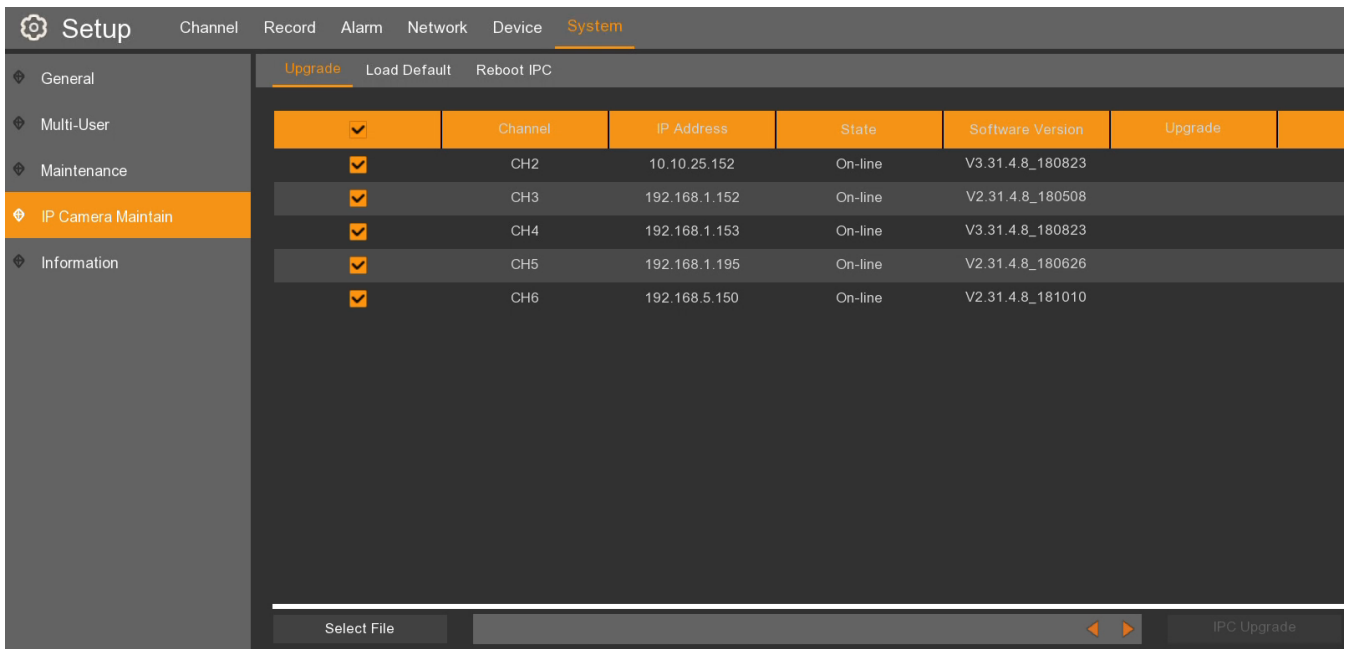 Setup Channel Record Alarm Network Device System
General
Multi-User
Maintenance
IP Camera Maintain
Information
Upgrade Load Default Reboot IPC
Channel IP Address State Software Version Upgrade
CH2 10.10.25.152 On-line V3.31.4.8_180823
CH3 192.168.1.152 On-line V2.31.4.8_180508
CH4 192.168.1.153 On-line V3.31.4.8_180823
CH5 192.168.1.195 On-line V2.31.4.8_180626
CH6 192.168.5.150 On-line V2.31.4.8_181010
Select File IPC Upgrade